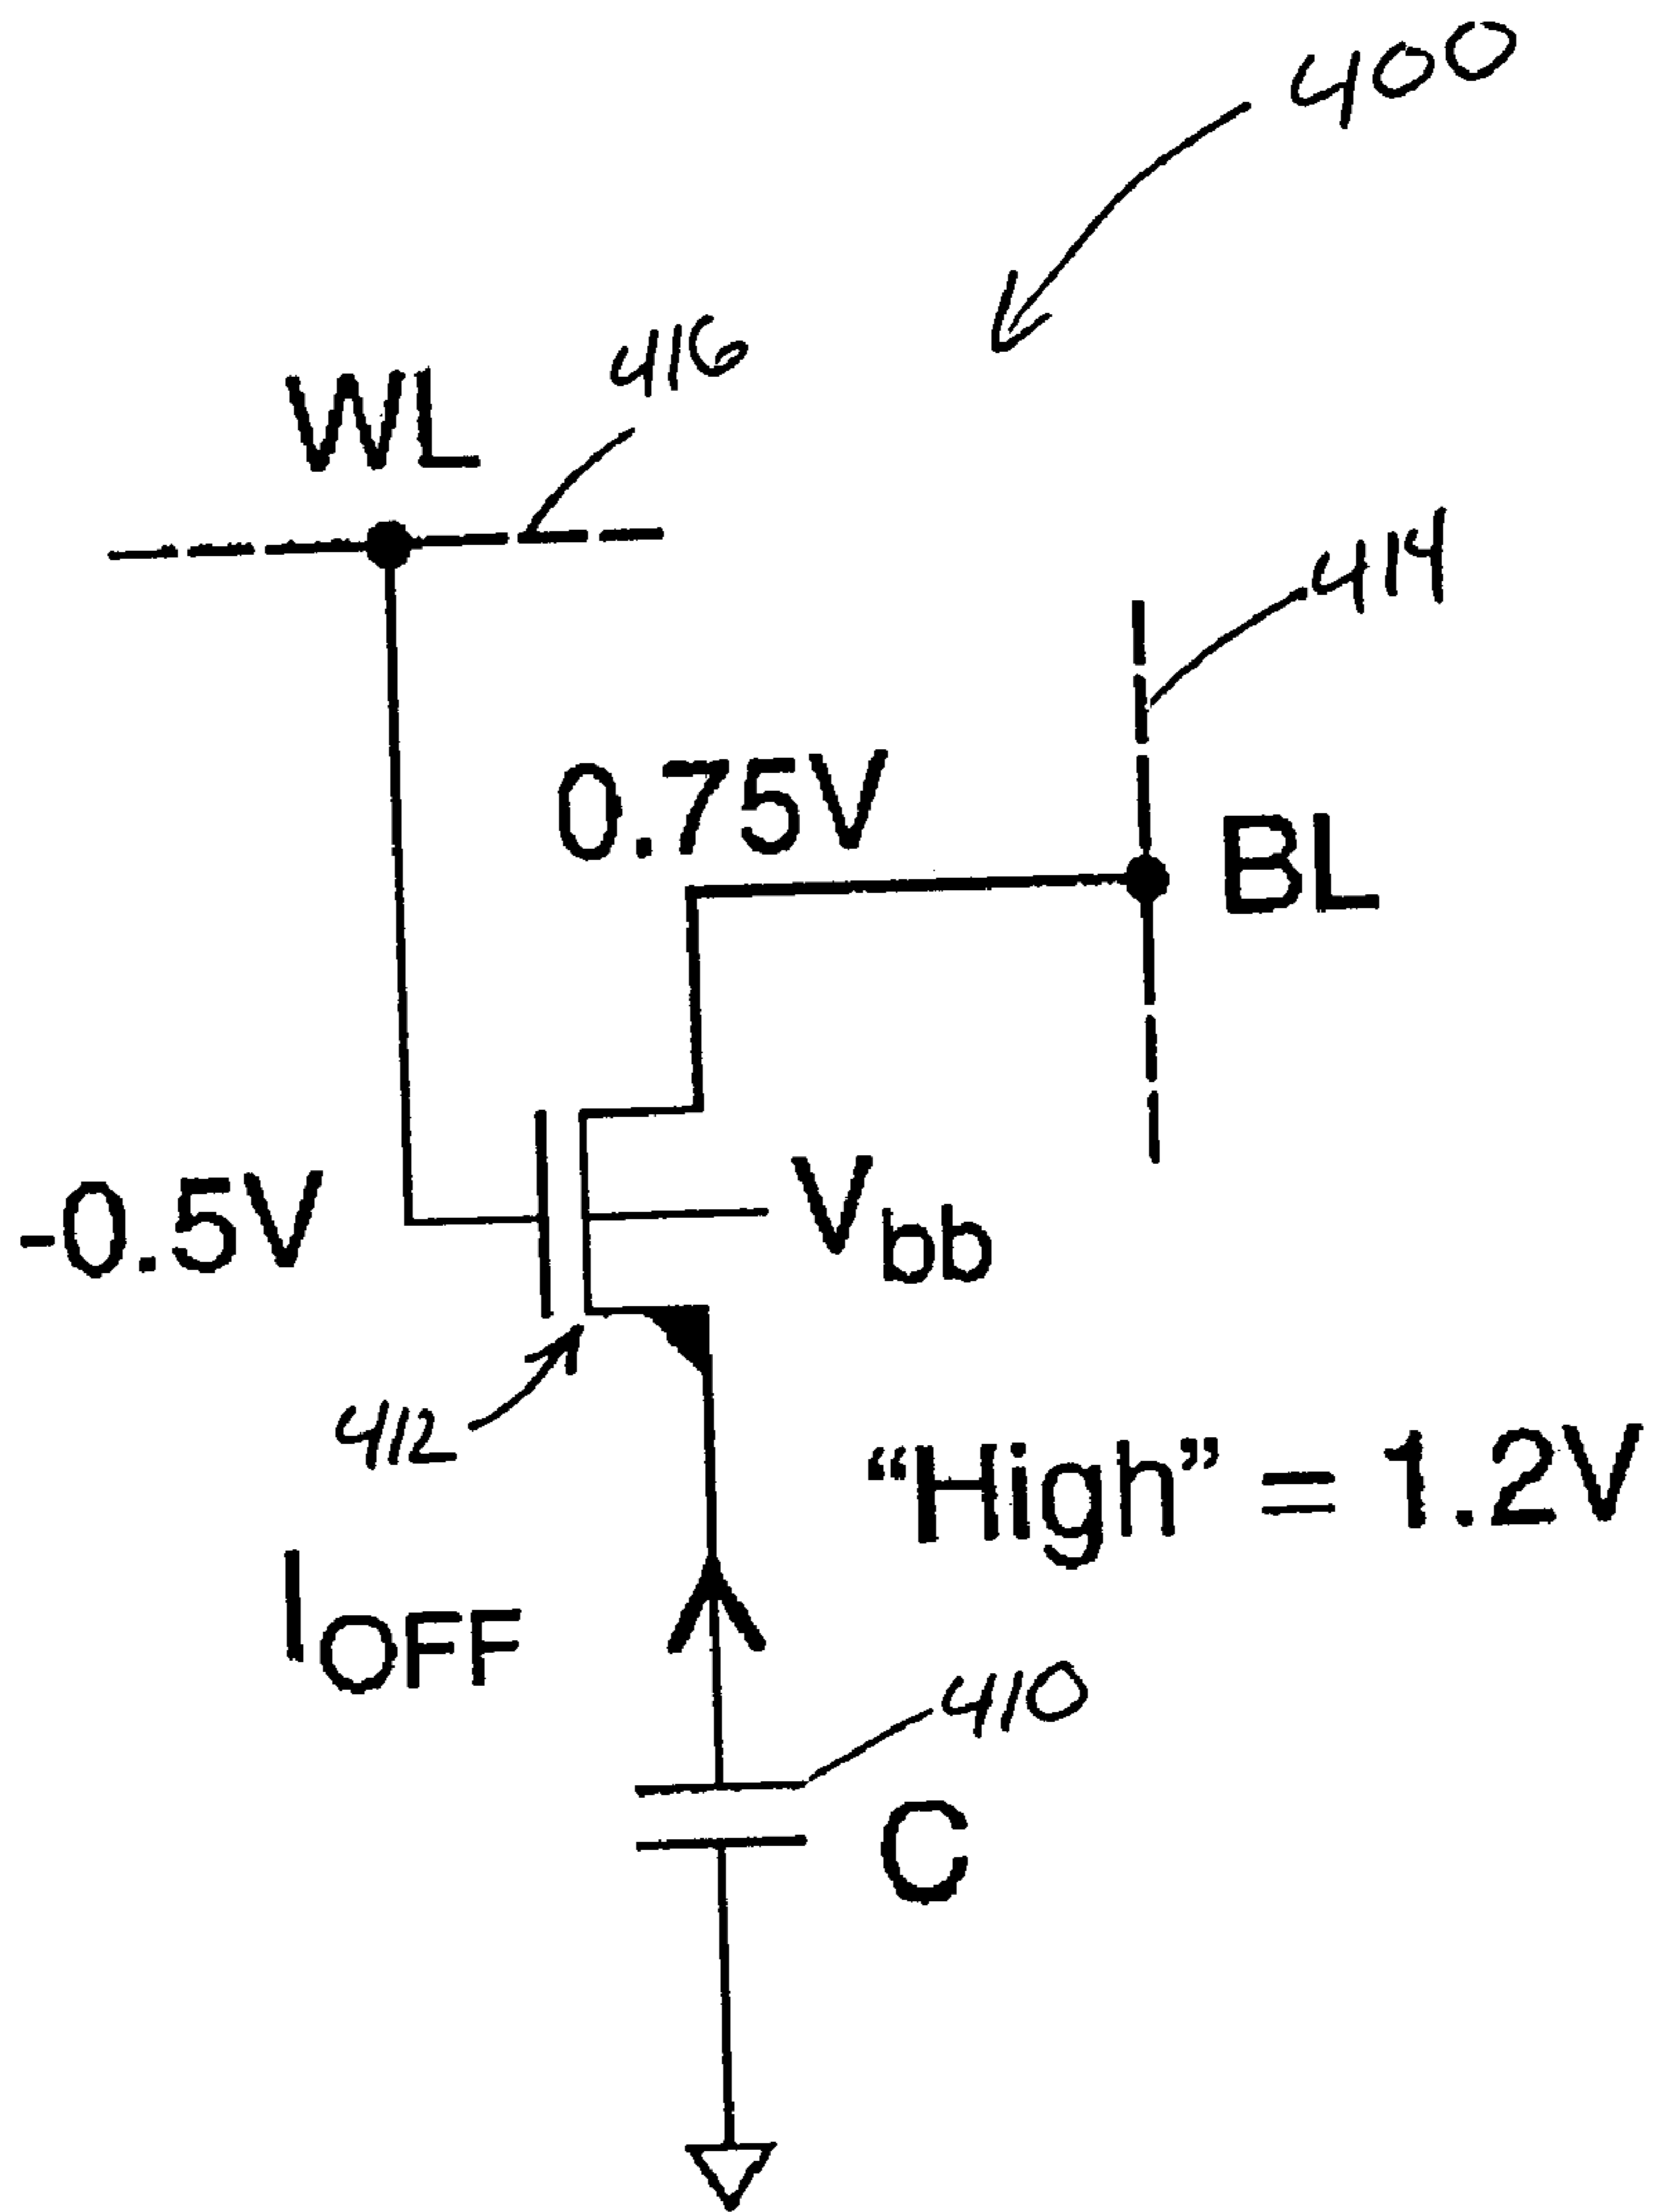 400
416
WL
414
0.75V
BL
-0.5V
Vbb
412
“High” = 1.2V
IOFF
410
C